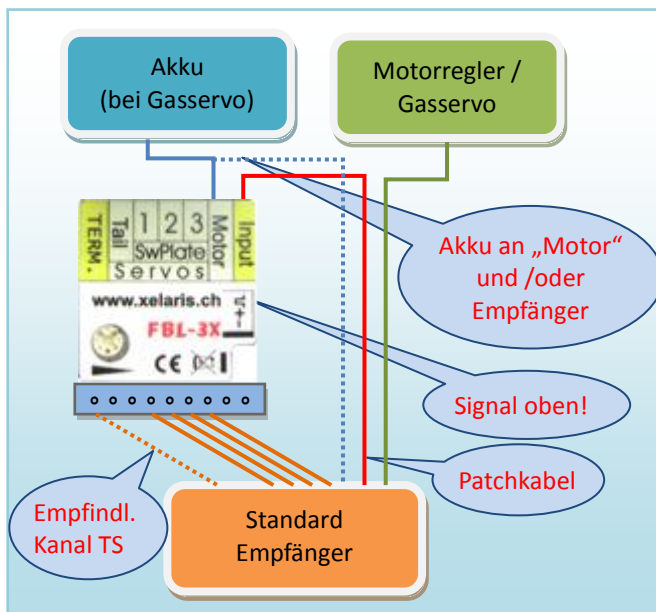 Akku
(bei Gasservo)
Motorregler /
Gasservo
TERM.
Tail
1 2 3
Motor
Input
SwPlate
Servos
www.xelaris.ch
FBL-3X
CE
Akku an „Motor“
und /oder
Empfänger
Signal oben!
Patchkabel
Empfindl.
Kanal TS
Standard
Empfänger